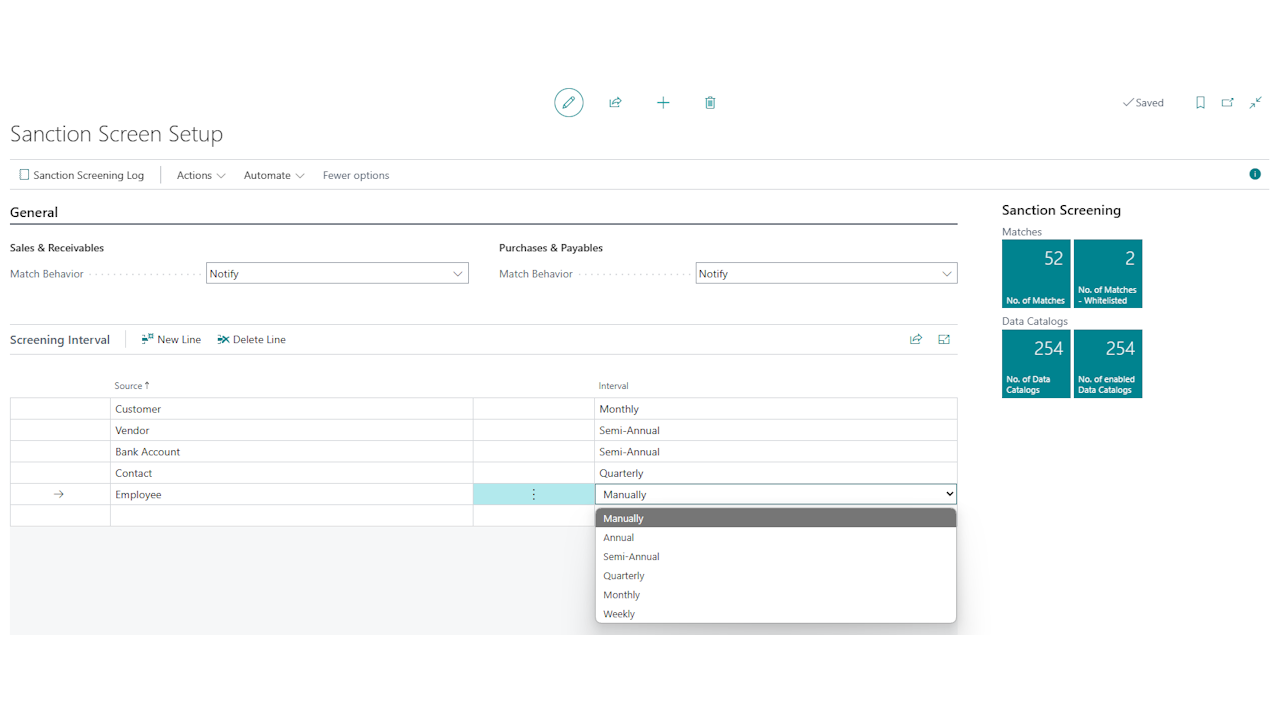 Saved
Sanction Screen Setup
Sanction Screening Log Actions Automate Fewer options
General
Sales & Receivables
Match Behavior Notify
Purchases & Payables
Match Behavior Notify
Screening Interval New Line Delete Line
Source ↑ Interval
Customer Monthly
Vendor Semi-Annual
Bank Account Semi-Annual
Contact Quarterly
Employee Manually
Manually
Annual
Semi-Annual
Quarterly
Monthly
Weekly
Sanction Screening
Matches
52
No. of Matches
2
No. of Matches
- Whitelisted
Data Catalogs
254
No. of Data
Catalogs
254
No. of enabled
Data Catalogs